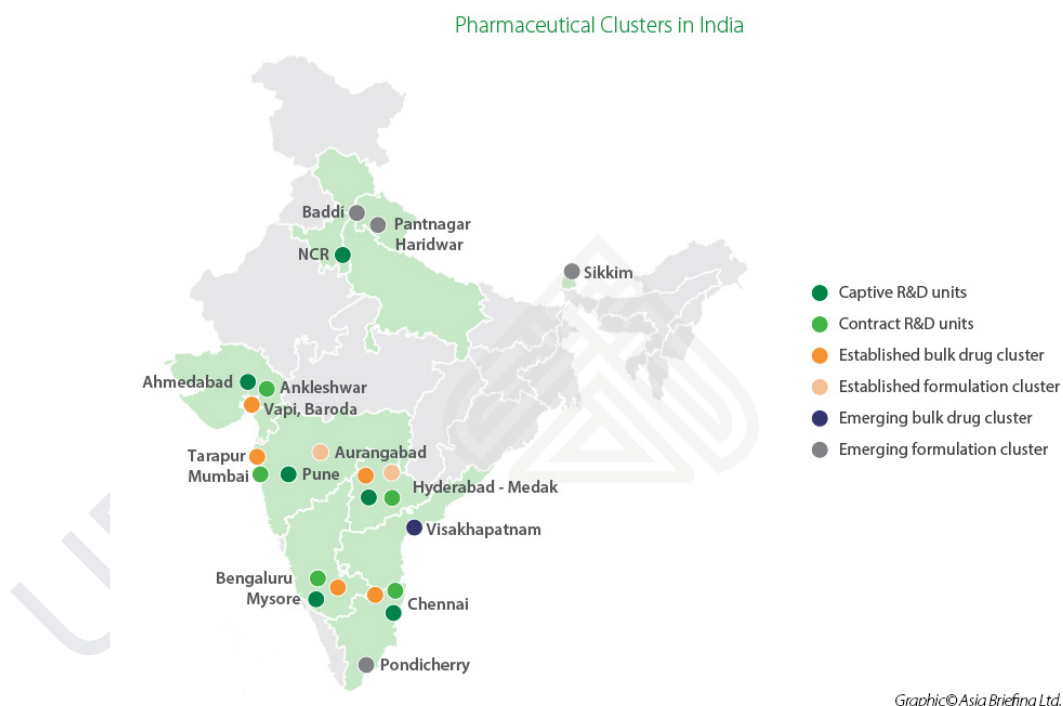 Pharmaceutical Clusters in India
Baddi
Pantnagar
Haridwar
NCR
Sikkim
Captive R&D units
Contract R&D units
Established bulk drug cluster
Established formulation cluster
Emerging bulk drug cluster
Emerging formulation cluster
Ahmedabad
Ankleshwar
Vapi, Baroda
Tarapur
Mumbai
Aurangabad
Pune
Hyderabad - Medak
Visakhapatnam
Bengaluru
Mysore
Chennai
Pondicherry
Graphic© Asia Briefing Ltd.